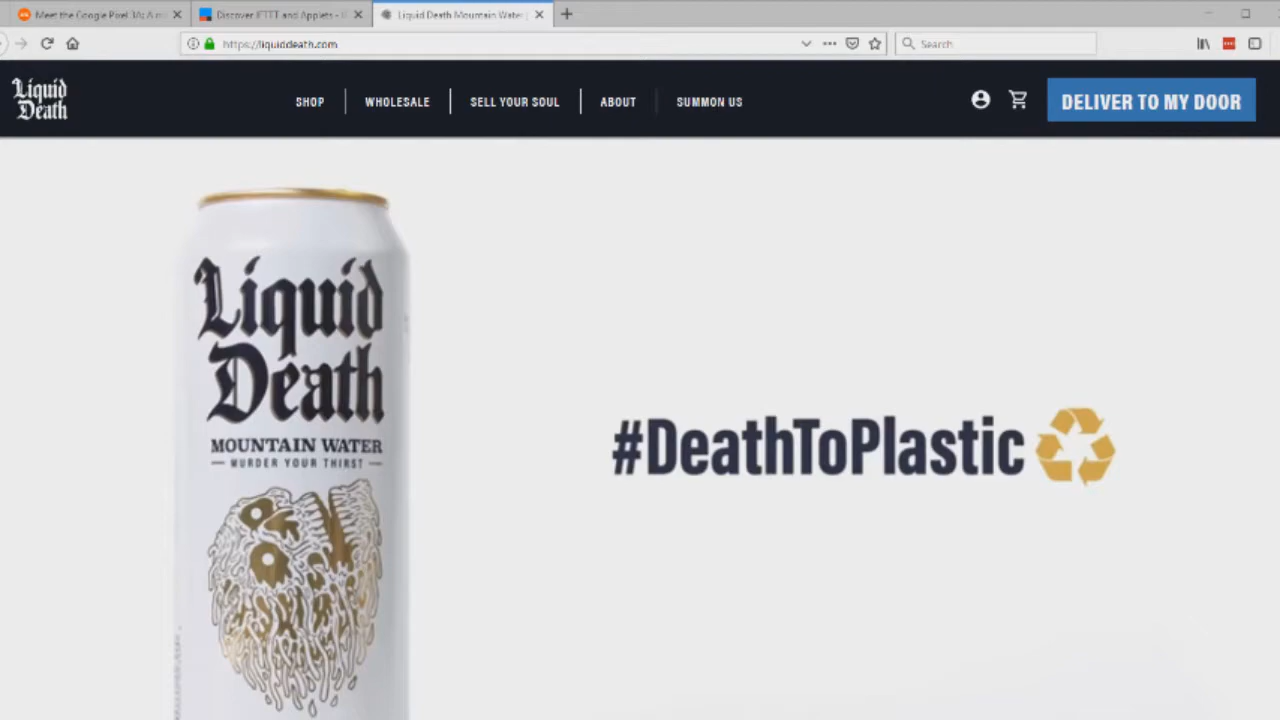 Meet the Google Pixel 3A: A mi
Discover IFTTT and Applets - I
Liquid Death Mountain Water |
https://liquiddeath.com
Search
Liquid
Death
SHOP
WHOLESALE
SELL YOUR SOUL
ABOUT
SUMMON US
DELIVER TO MY DOOR
Liquid
Death
MOUNTAIN WATER
MURDER YOUR THIRST
#DeathToPlastic